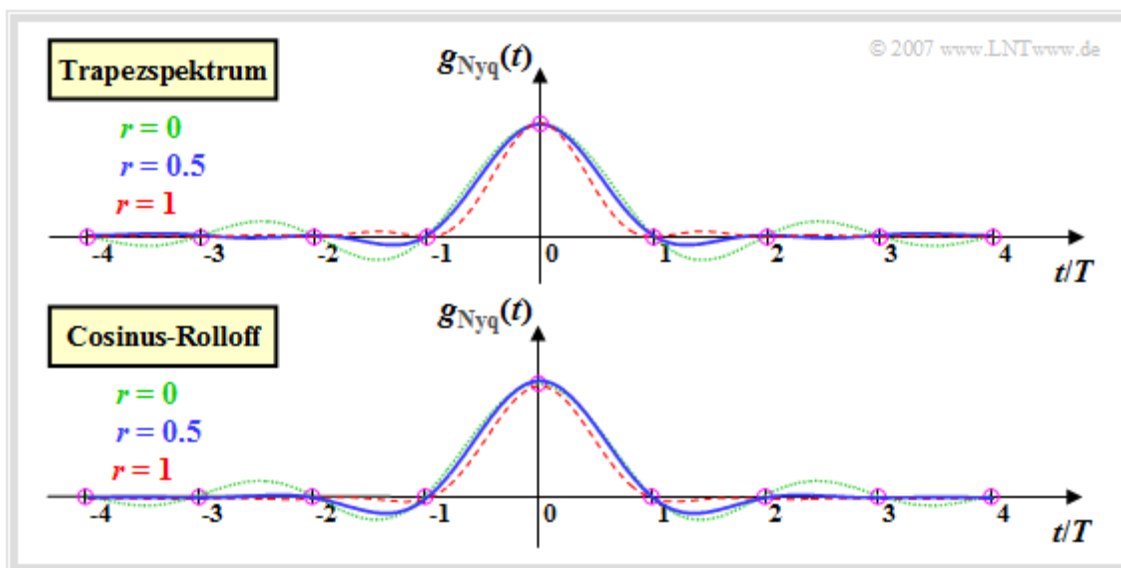 © 2007 www.LNTwww.de
Trapezspektrum
gNyq(t)
r = 0
r = 0.5
r = 1
-4 -3 -2 -1 0 1 2 3 4
t/T
Cosinus-Rolloff
gNyq(t)
r = 0
r = 0.5
r = 1
-4 -3 -2 -1 0 1 2 3 4
t/T